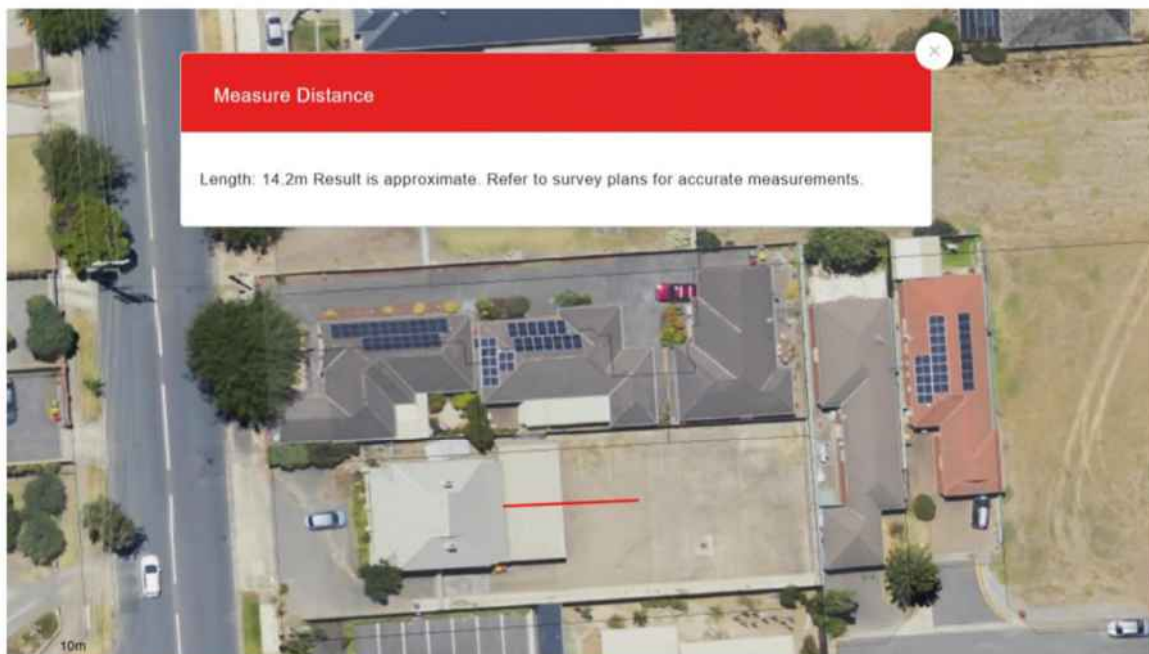 Measure Distance
Length: 14.2m Result is approximate. Refer to survey plans for accurate measurements.
10m